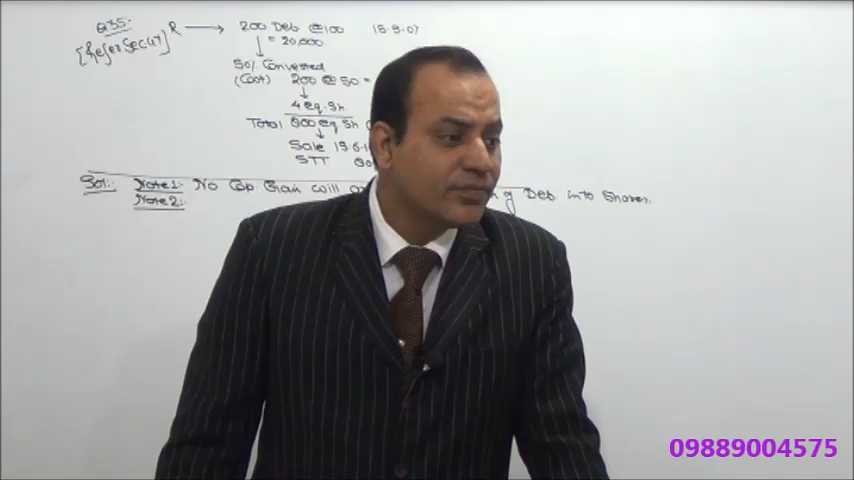 Q35:- R → 200 Deb @ 100 15.9.07
{Refer Sec 47} = 20,000
50% Converted
(Cost) 200 @ 50 =
4 Eq. Sh.
Total 800 Eq Sh
Sale 15.6.1
STT
Sol:- Note 1:- No Cap Gain will of Deb. into Shares.
Note 2:-
09889004575